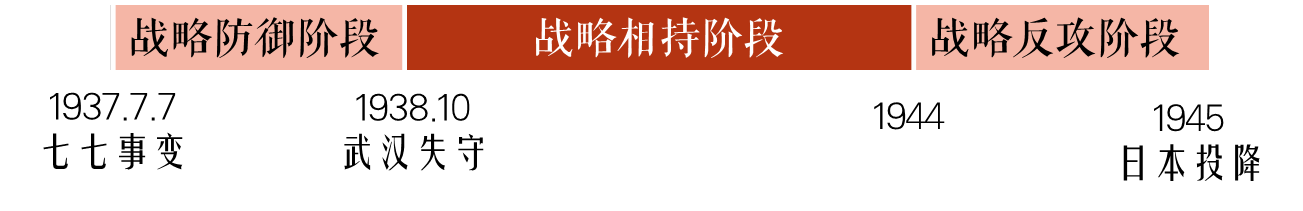 战略防御阶段 战略相持阶段 战略反攻阶段
1937.7.7 1938.10 1944 1945
七七事变 武汉失守 日本投降